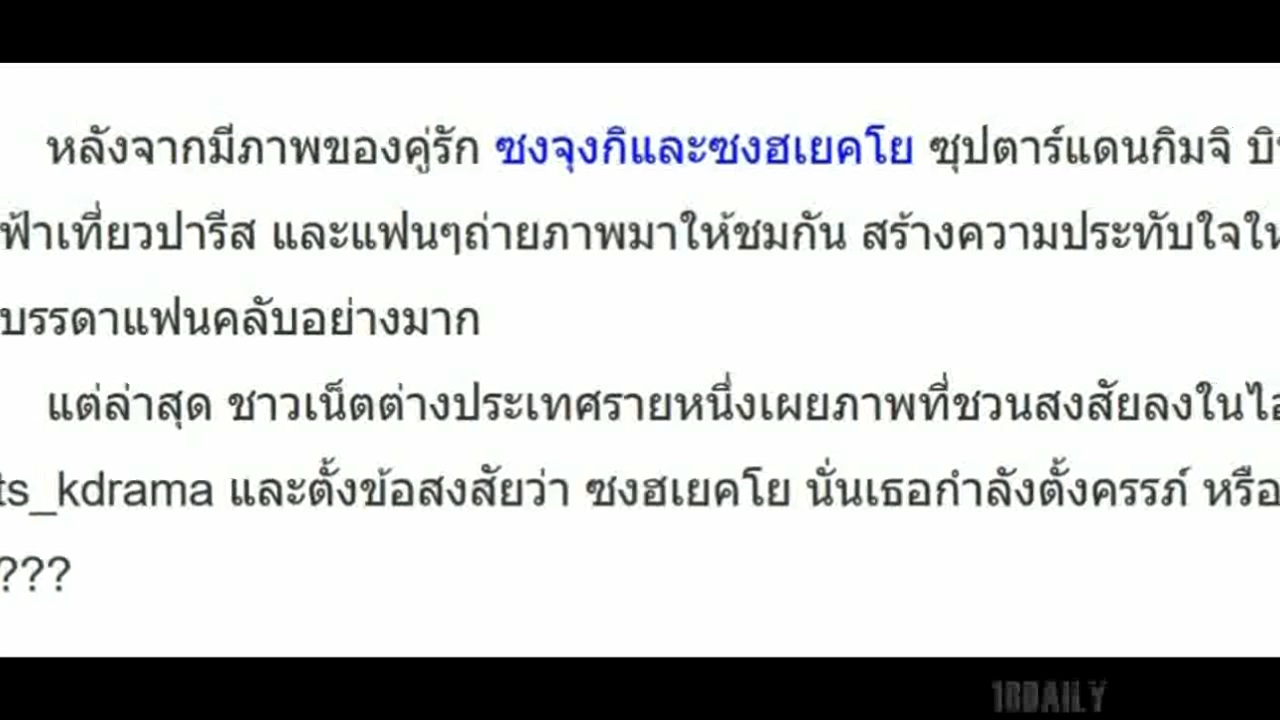 หลังจากมีภาพของคู่รัก ซงจุงกิและซงฮเยคโย ซุปตาร์แดนกิมจิ
ฟ้าเที่ยวปารีส และแฟนๆถ่ายภาพมาให้ชมกัน สร้างความประทับใจ
บรรดาแฟนคลับอย่างมาก
แต่ล่าสุด ชาวเน็ตต่างประเทศรายหนึ่งเผยภาพที่ชวนสงสัยลงใน
ts_kdrama และตั้งข้อสงสัยว่า ซงฮเยคโย นั่นเธอกำลังตั้งครรภ์ หรือ
???